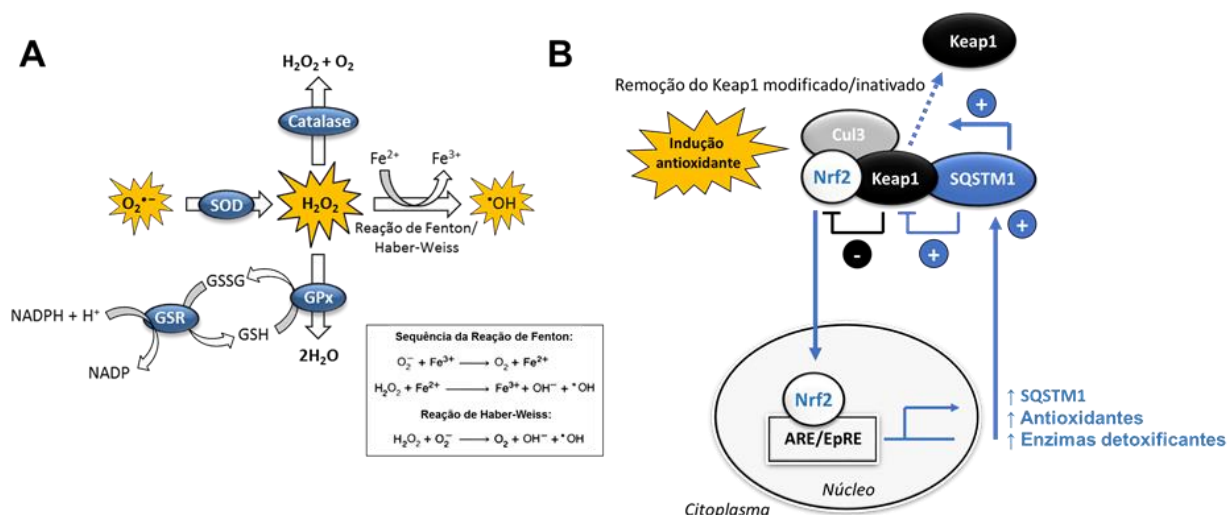 A
H₂O₂ + O₂
Catalase
O₂•−
SOD
H₂O₂
Fe²⁺
Fe³⁺
•OH
Reação de Fenton/
Haber-Weiss
GSSG
GPx
NADPH + H⁺
GSR
GSH
NADP
2H₂O
Sequência da Reação de Fenton:
O₂⁻ + Fe³⁺ ⟶ O₂ + Fe²⁺
H₂O₂ + Fe²⁺ ⟶ Fe³⁺ + OH⁻ + •OH
Reação de Haber-Weiss:
H₂O₂ + O₂⁻ ⟶ O₂ + OH⁻ + •OH
B
Keap1
Remoção do Keap1 modificado/inativado
+
Cul3
Indução
antioxidante
Nrf2
Keap1
SQSTM1
+
-
+
Nrf2
ARE/EpRE
↑ SQSTM1
↑ Antioxidantes
↑ Enzimas detoxificantes
Núcleo
Citoplasma